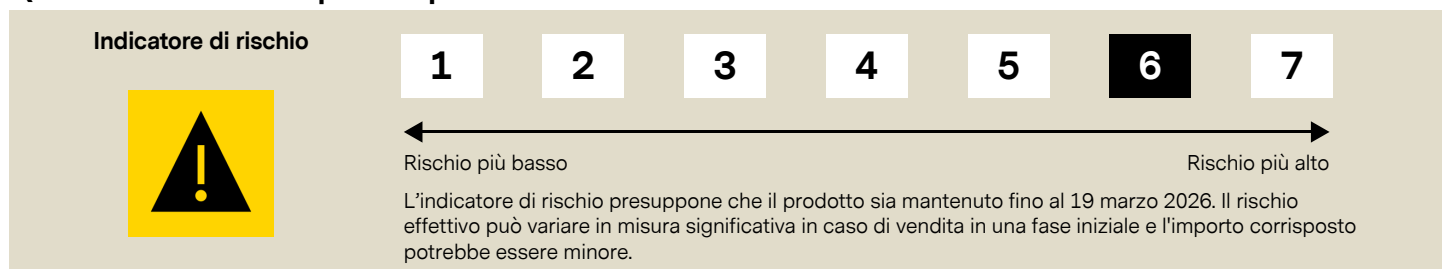 Indicatore di rischio
1 2 3 4 5 6 7
Rischio più basso Rischio più alto
L'indicatore di rischio presuppone che il prodotto sia mantenuto fino al 19 marzo 2026. Il rischio
effettivo può variare in misura significativa in caso di vendita in una fase iniziale e l'importo corrisposto
potrebbe essere minore.